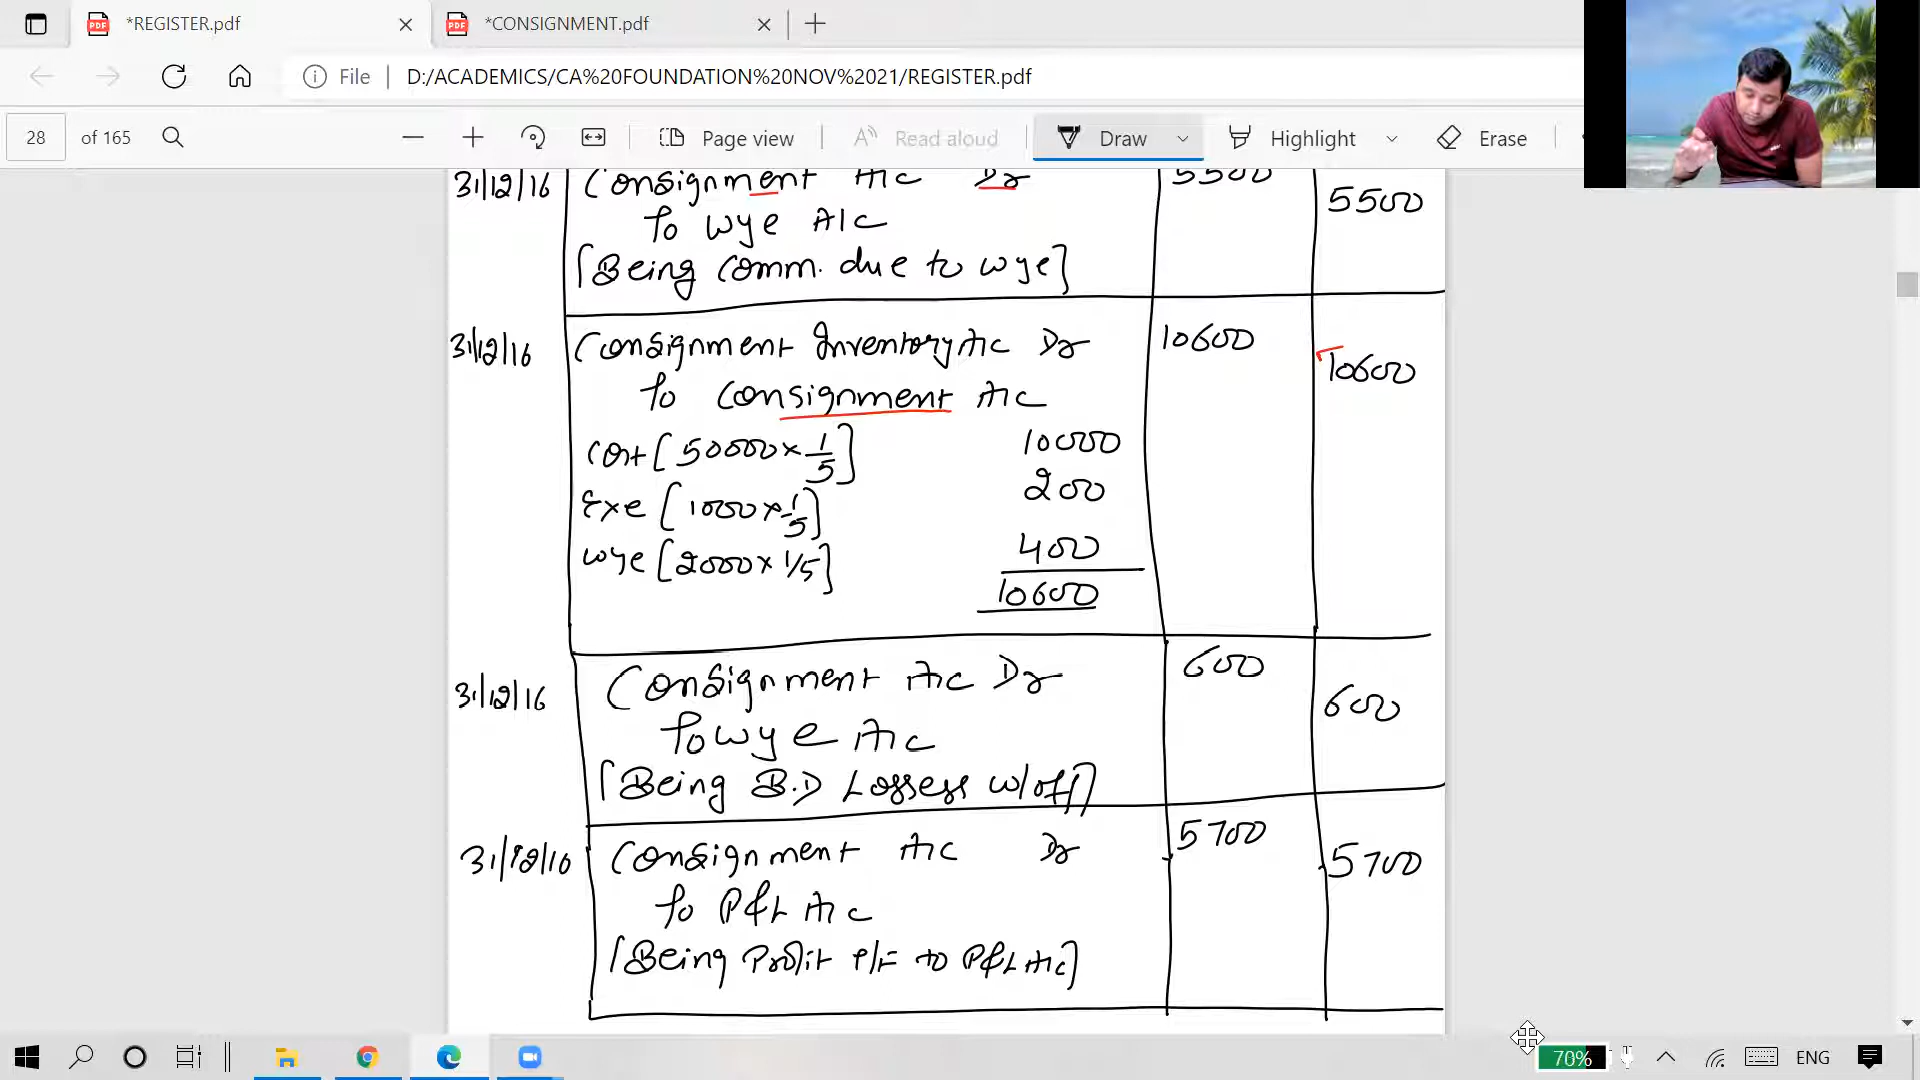 *REGISTER.pdf
*CONSIGNMENT.pdf
File D:/ACADEMICS/CA%20FOUNDATION%20NOV%2021/REGISTER.pdf
28 of 165 Page view Read aloud Draw Highlight Erase
31/12/16 Consignment A/c Dr 5500
5500
To Wye A/C
[Being Comm. due to wye]
31/12/16 Consignment Inventory A/c Dr 10600
10600
To Consignment A/c
Cost [50000 x 1/5] 10000
Exe [1000 x 1/5] 200
Wye [2000 x 1/5] 400
10600
31/12/16 Consignment A/c Dr 600
600
To wye A/c
[Being B.D Lossess w/off]
31/12/16 Consignment A/c Dr 5700
5700
To P&L A/c
[Being Profit t/f to P&L A/c]
70% ENG